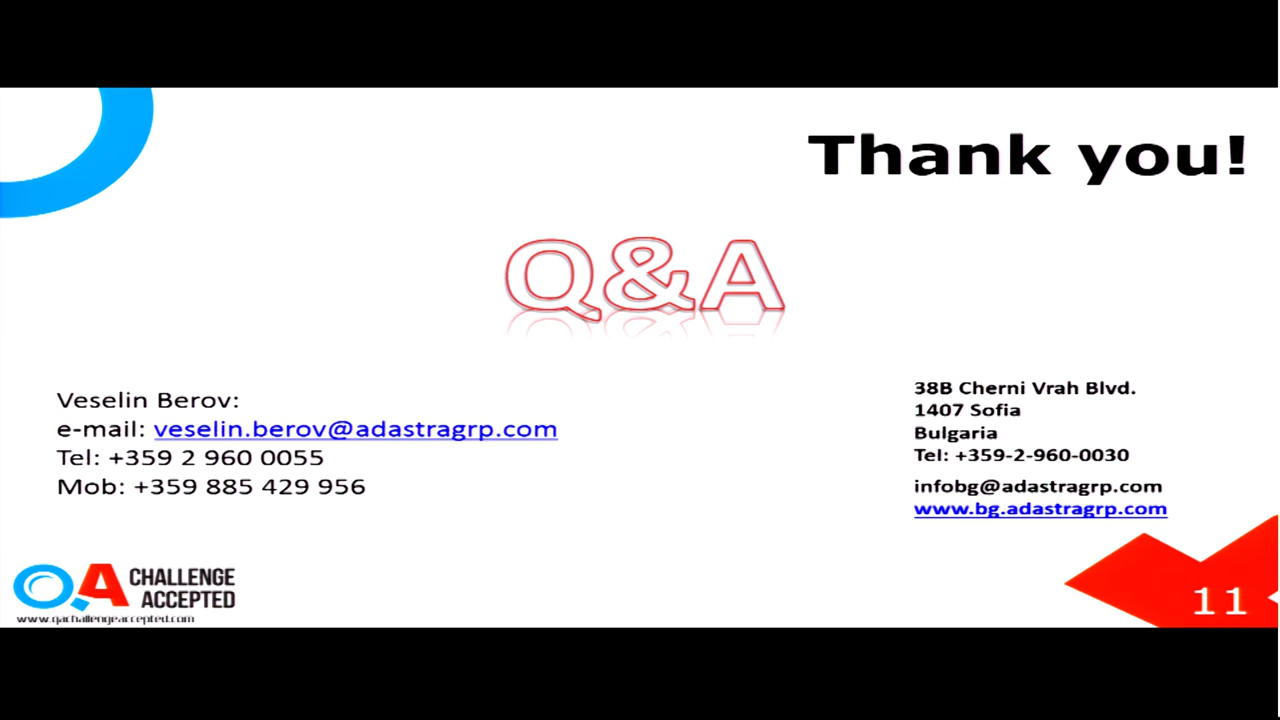 Thank you!
Q&A
Veselin Berov:
e-mail: veselin.berov@adastragrp.com
Tel: +359 2 960 0055
Mob: +359 885 429 956
38B Cherni Vrah Blvd.
1407 Sofia
Bulgaria
Tel: +359-2-960-0030
infobg@adastragrp.com
www.bg.adastragrp.com
QA CHALLENGE
ACCEPTED
www.qachallengeaccepted.com
11